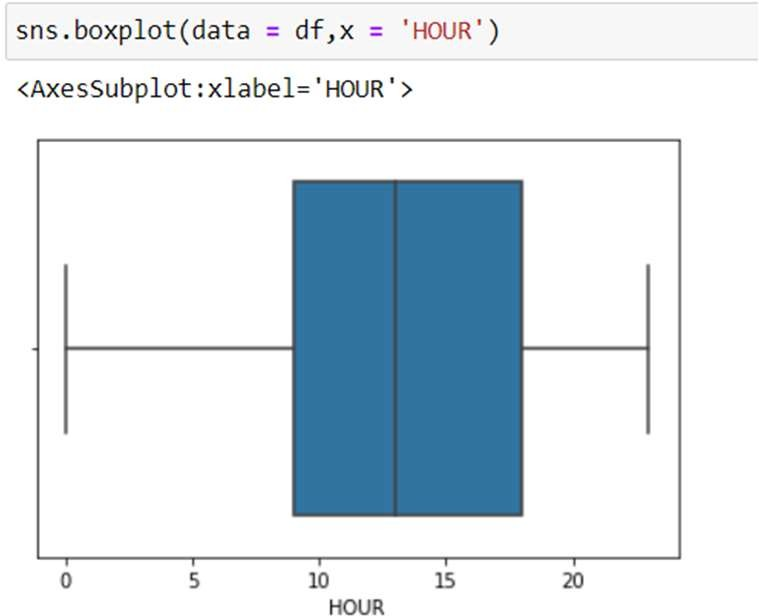 sns.boxplot(data = df,x = 'HOUR')
<AxesSubplot:xlabel='HOUR'>
0 5 10 15 20
HOUR